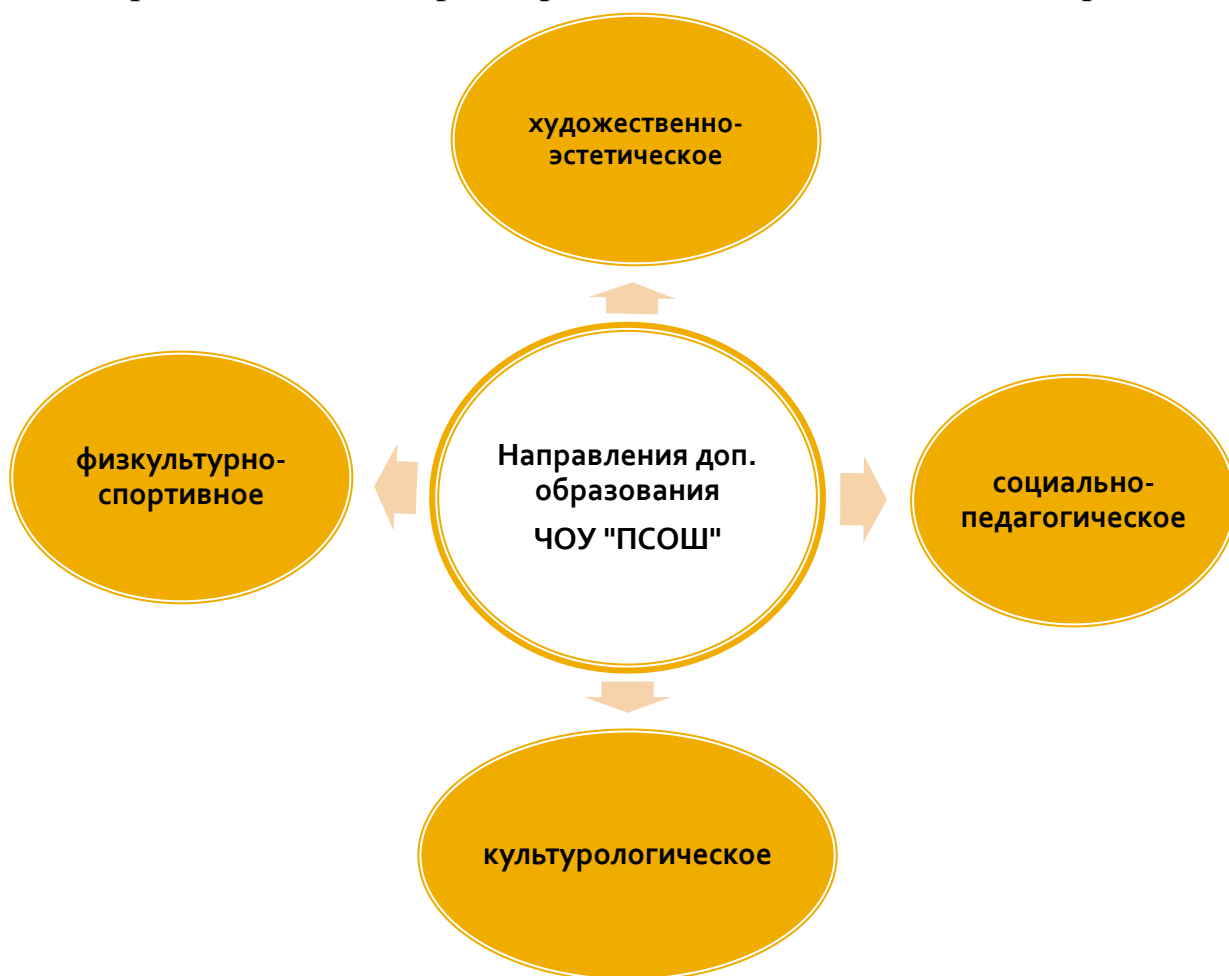 художественно-
эстетическое
физкультурно-
спортивное
Направления доп.
образования
ЧОУ "ПСОШ"
социально-
педагогическое
культурологическое